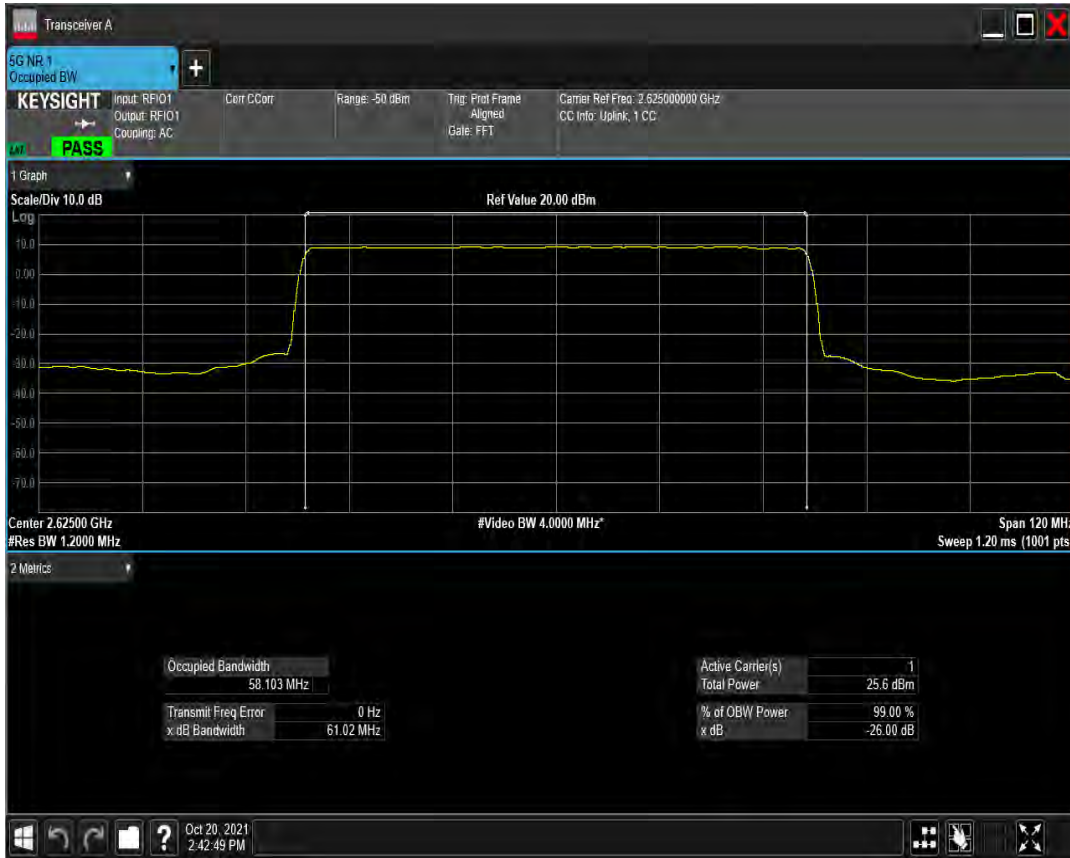 Transceiver A
5G NR 1
Occupied BW
+
KEYSIGHT
PASS
Input: RFIO1
Output: RFIO1
Coupling: AC
Corr CCorr
Range: -50 dBm
Trig: Prot Frame
Aligned
Gate: FFT
Carrier Ref Freq: 2.625000000 GHz
CC Info: Uplink, 1 CC
1 Graph
Scale/Div 10.0 dB
Ref Value 20.00 dBm
Log
10.0
0.00
-10.0
-20.0
-30.0
-40.0
-50.0
-60.0
-70.0
Center 2.62500 GHz
#Video BW 4.0000 MHz*
Span 120 MHz
#Res BW 1.2000 MHz
Sweep 1.20 ms (1001 pts
2 Metrics
Occupied Bandwidth
58.103 MHz
Transmit Freq Error 0 Hz
x dB Bandwidth 61.02 MHz
Active Carrier(s) 1
Total Power 25.6 dBm
% of OBW Power 99.00 %
x dB -26.00 dB
?
Oct 20, 2021
2:42:49 PM